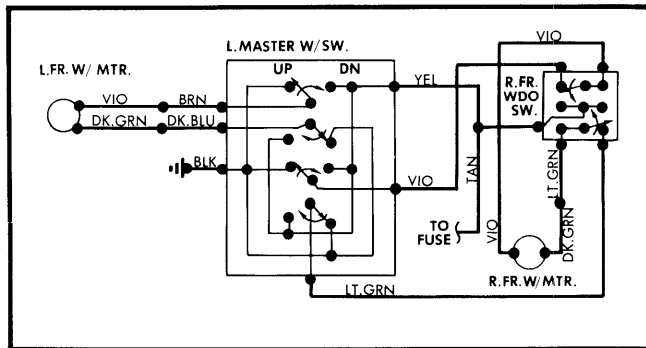 VIO
L.MASTER W/SW.
L.FR. W/ MTR.
UP DN
YEL
R.FR.
WDO
SW.
VIO BRN
DK.GRN DK.BLU
BLK
VIO
TAN
LT.GRN
TO
FUSE
VIO
DK.GRN
R.FR.W/MTR.
LT.GRN